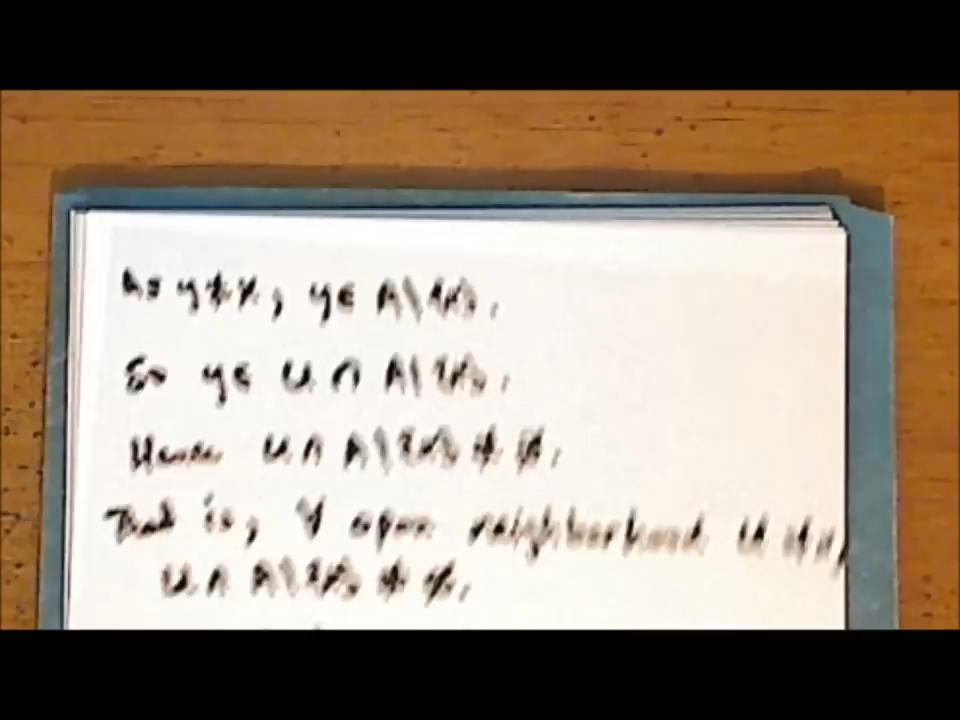 As y ≠ x, y ∈ A\{x}.
So y ∈ U ∩ A\{x}.
Hence U ∩ A\{x} ≠ ∅.
That is, ∀ open neighborhood U of x,
U ∩ A\{x} ≠ ∅.